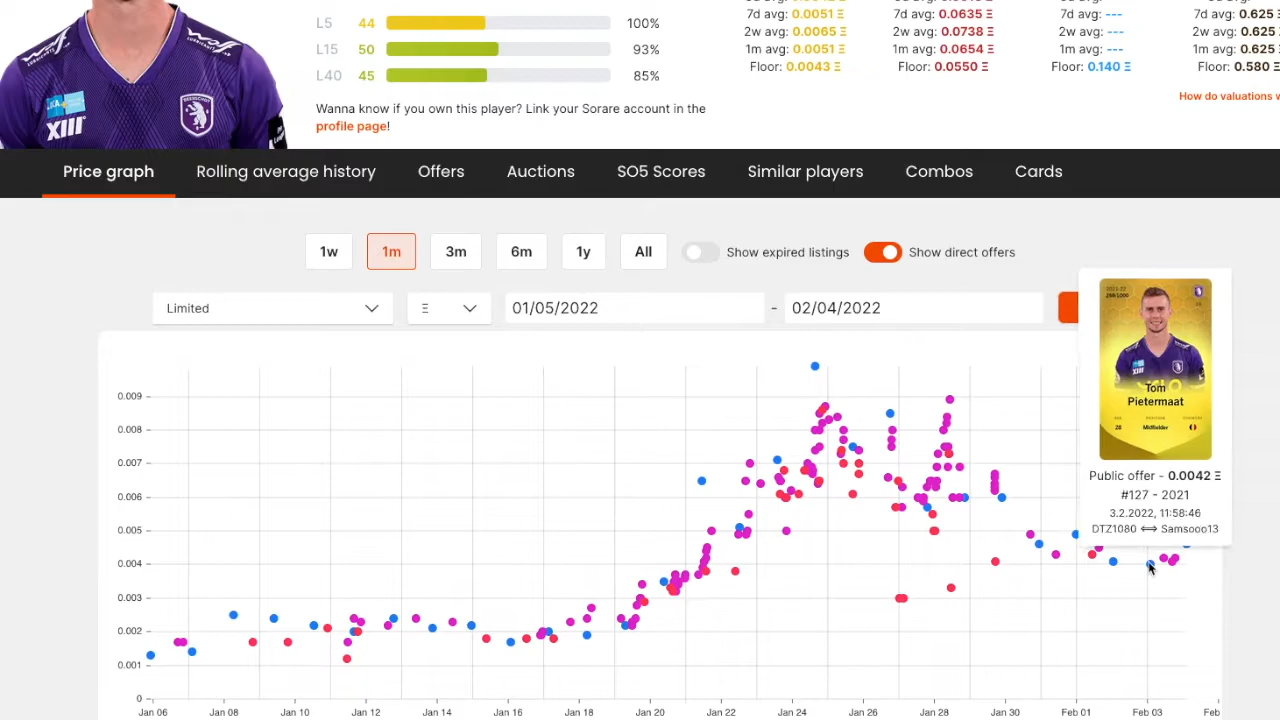 L5 44 100%
L15 50 93%
L40 45 85%
Wanna know if you own this player? Link your Sorare account in the
profile page!
7d avg: 0.0051 Ξ
2w avg: 0.0065 Ξ
1m avg: 0.0051 Ξ
Floor: 0.0043 Ξ
7d avg: 0.0635 Ξ
2w avg: 0.0738 Ξ
1m avg: 0.0654 Ξ
Floor: 0.0550 Ξ
7d avg: ---
2w avg: ---
1m avg: ---
Floor: 0.140 Ξ
7d avg: 0.625 Ξ
2w avg: 0.625
1m avg: 0.625
Floor: 0.580 Ξ
How do valuations
XIII
Price graph Rolling average history Offers Auctions SO5 Scores Similar players Combos Cards
1w 1m 3m 6m 1y All Show expired listings Show direct offers
Limited Ξ 01/05/2022 - 02/04/2022
Tom
Pietermaat
28 Midfielder
Public offer - 0.0042 Ξ
#127 - 2021
3.2.2022, 11:58:46
DTZ1080 ⟺ Samsooo13
0.009
0.008
0.007
0.006
0.005
0.004
0.003
0.002
0.001
0
Jan 06 Jan 08 Jan 10 Jan 12 Jan 14 Jan 16 Jan 18 Jan 20 Jan 22 Jan 24 Jan 26 Jan 28 Jan 30 Feb 01 Feb 03 Feb